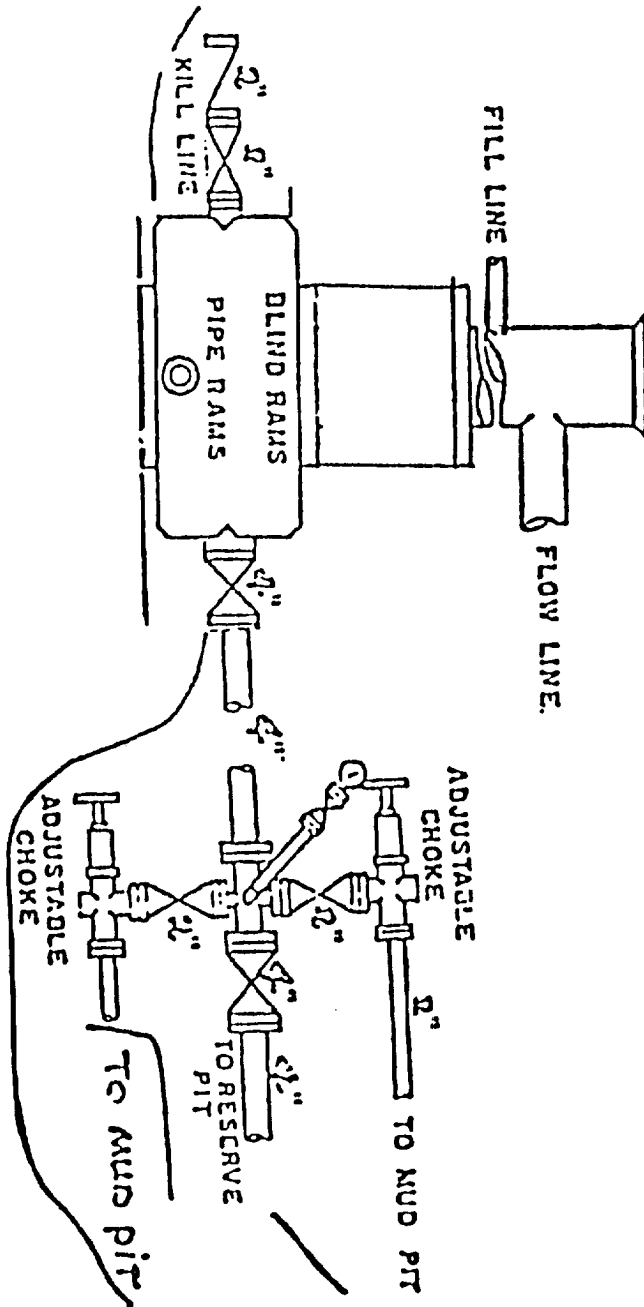 FILL LINE
FLOW LINE.
BLIND RAMS
PIPE RAMS
2"
2"
KILL LINE
4"
4"
ADJUSTABLE
CHOKE
2"
TO MUD PIT
2"
4"
4"
TO RESERVE
PIT
2"
ADJUSTABLE
CHOKE
To MUD pit